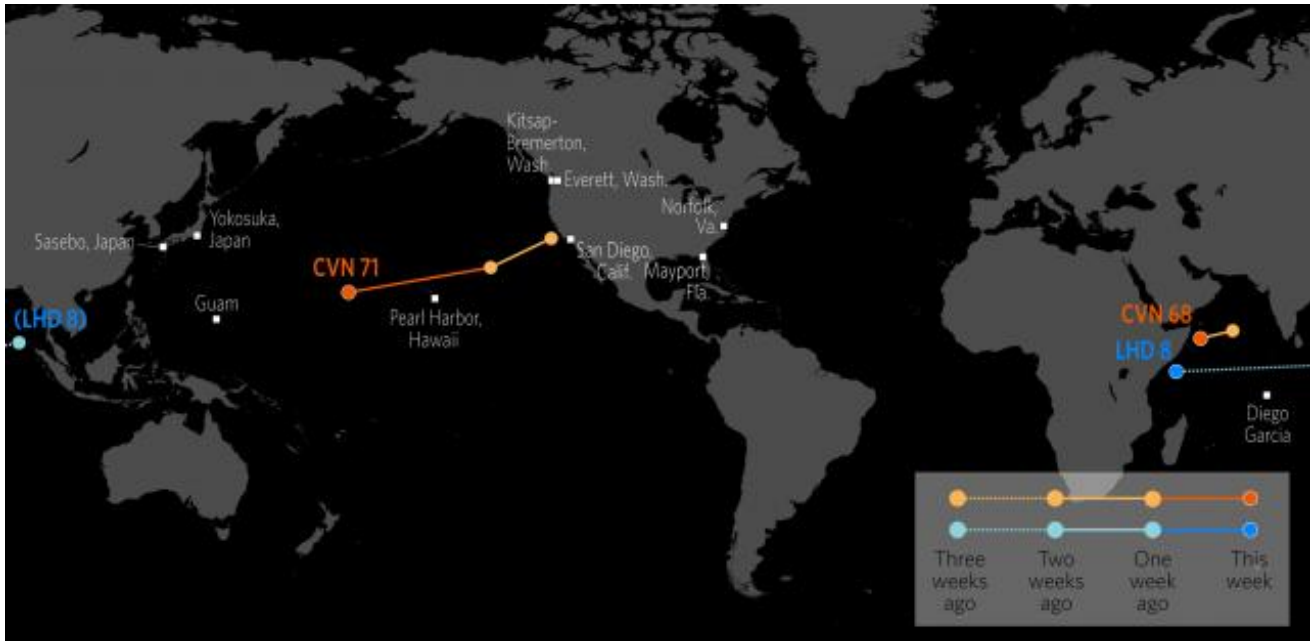 Kitsap-
Bremerton,
Wash.
Everett, Wash.
Norfolk,
Va.
Yokosuka,
Japan
Sasebo, Japan
CVN 71
San Diego,
Calif.
Mayport,
Fla.
Guam
(LHD 8)
Pearl Harbor,
Hawaii
CVN 68
LHD 8
Diego
Garcia
Three
weeks
ago
Two
weeks
ago
One
week
ago
This
week